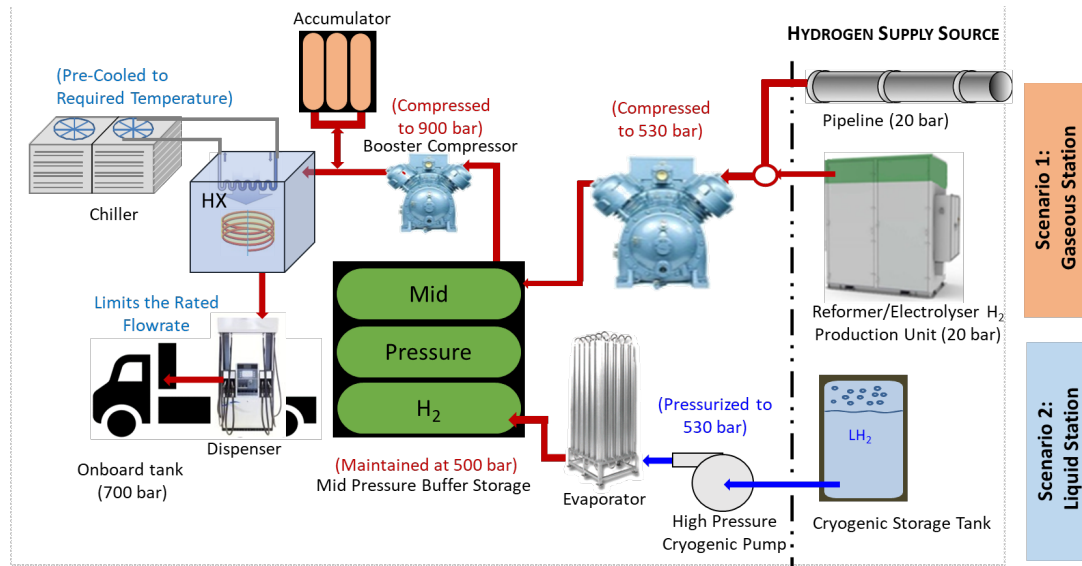 HYDROGEN SUPPLY SOURCE
Accumulator
(Pre-Cooled to
Required Temperature)
(Compressed
to 900 bar)
Booster Compressor
(Compressed
to 530 bar)
Pipeline (20 bar)
Chiller
HX
Reformer/Electrolyser H₂
Production Unit (20 bar)
Scenario 1:
Gaseous Station
Limits the Rated
Flowrate
Dispenser
Onboard tank
(700 bar)
Mid
Pressure
H₂
(Maintained at 500 bar)
Mid Pressure Buffer Storage
Evaporator
(Pressurized to
530 bar)
High Pressure
Cryogenic Pump
LH₂
Cryogenic Storage Tank
Scenario 2:
Liquid Station